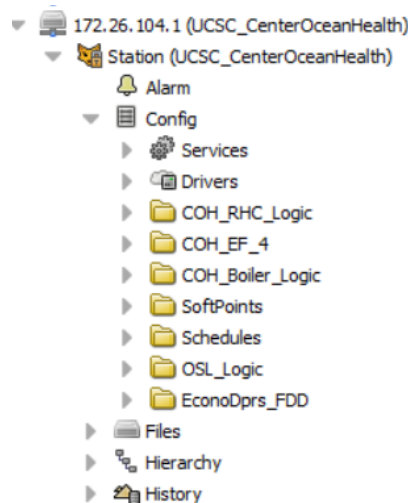 172.26.104.1 (UCSC_CenterOceanHealth)
Station (UCSC_CenterOceanHealth)
Alarm
Config
Services
Drivers
COH_RHC_Logic
COH_EF_4
COH_Boiler_Logic
SoftPoints
Schedules
OSL_Logic
EconoDprs_FDD
Files
Hierarchy
History